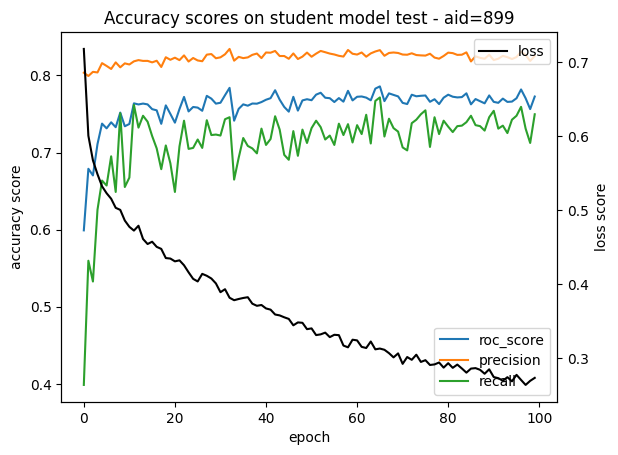 Accuracy scores on student model test - aid=899
loss
0.8
0.7
0.6
0.5
0.4
accuracy score
0.7
0.6
0.5
0.4
0.3
loss score
roc_score
precision
recall
0
20
40
60
80
100
epoch